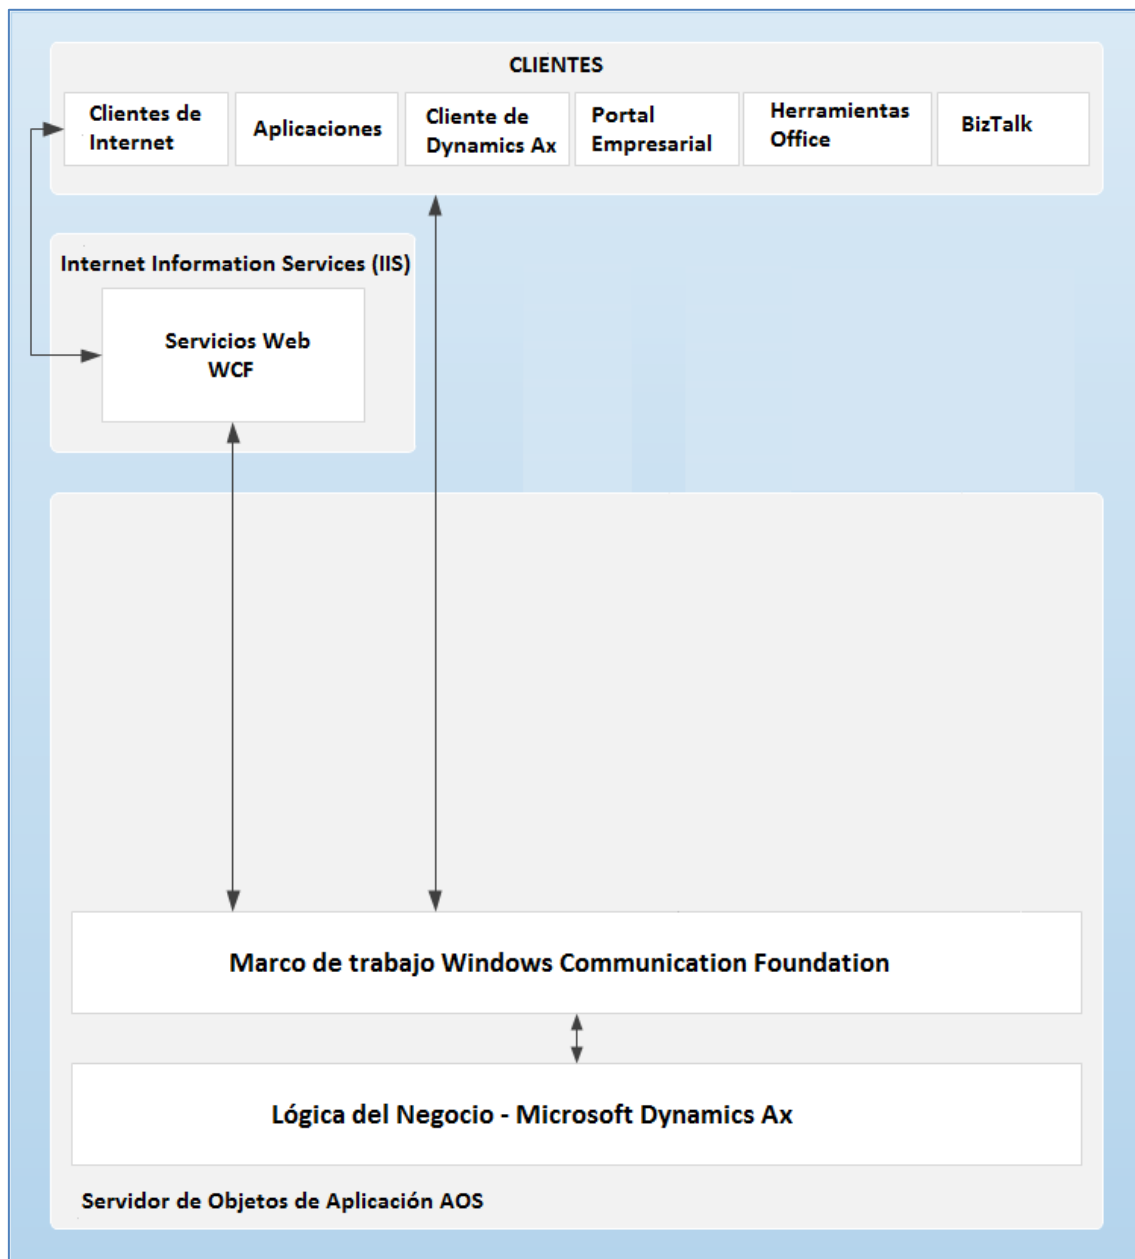 CLIENTES
Clientes de
Internet
Aplicaciones
Cliente de
Dynamics Ax
Portal
Empresarial
Herramientas
Office
BizTalk
Internet Information Services (IIS)
Servicios Web
WCF
Marco de trabajo Windows Communication Foundation
Lógica del Negocio - Microsoft Dynamics Ax
Servidor de Objetos de Aplicación AOS